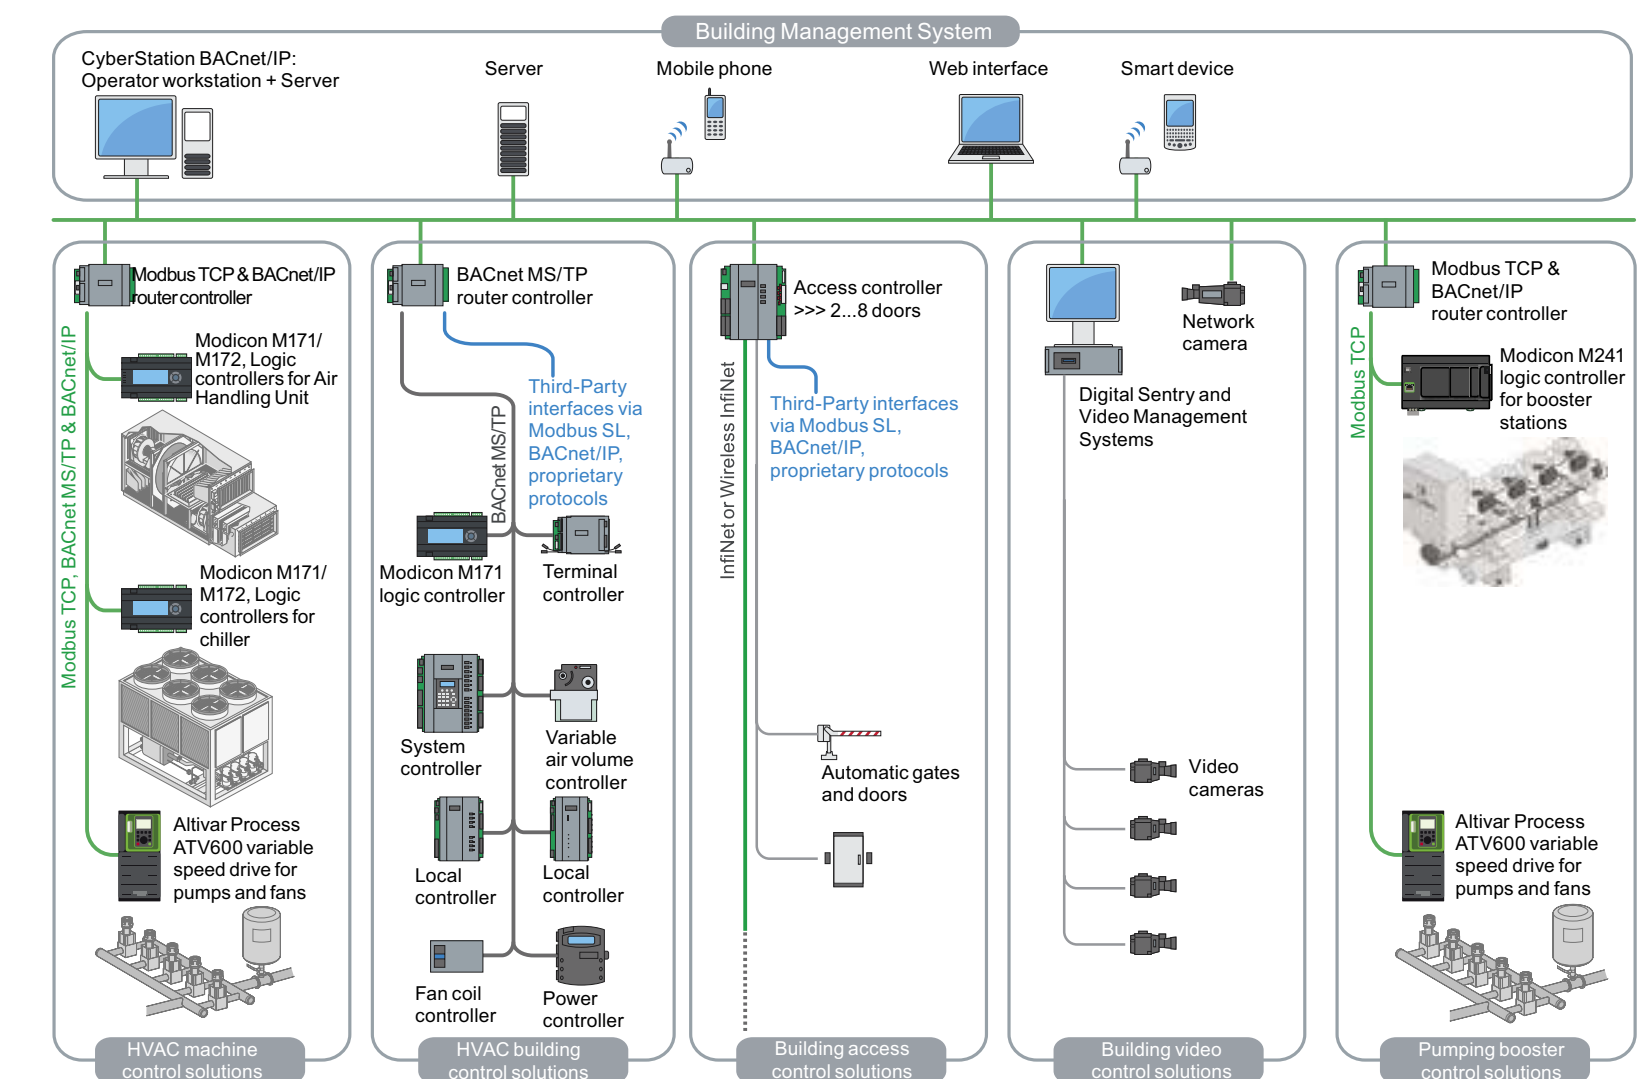 Building Management System
CyberStation BACnet/IP:
Operator workstation + Server
Server
Mobile phone
Web interface
Smart device
Modbus TCP & BACnet/IP
router controller
Modbus TCP, BACnet MS/TP & BACnet/IP
Modicon M171/
M172, Logic
controllers for Air
Handling Unit
Modicon M171/
M172, Logic
controllers for
chiller
Altivar Process
ATV600 variable
speed drive for
pumps and fans
HVAC machine
control solutions
BACnet MS/TP
router controller
Third-Party
interfaces via
Modbus SL,
BACnet/IP,
proprietary
protocols
BACnet MS/TP
Modicon M171
logic controller
Terminal
controller
System
controller
Variable
air volume
controller
Local
controller
Local
controller
Fan coil
controller
Power
controller
HVAC building
control solutions
Access controller
>>> 2...8 doors
InfiNet or Wireless InfiNet
Third-Party interfaces
via Modbus SL,
BACnet/IP,
proprietary protocols
Automatic gates
and doors
Building access
control solutions
Network
camera
Digital Sentry and
Video Management
Systems
Video
cameras
Building video
control solutions
Modbus TCP &
BACnet/IP
router controller
Modbus TCP
Modicon M241
logic controller
for booster
stations
Altivar Process
ATV600 variable
speed drive for
pumps and fans
Pumping booster
control solutions